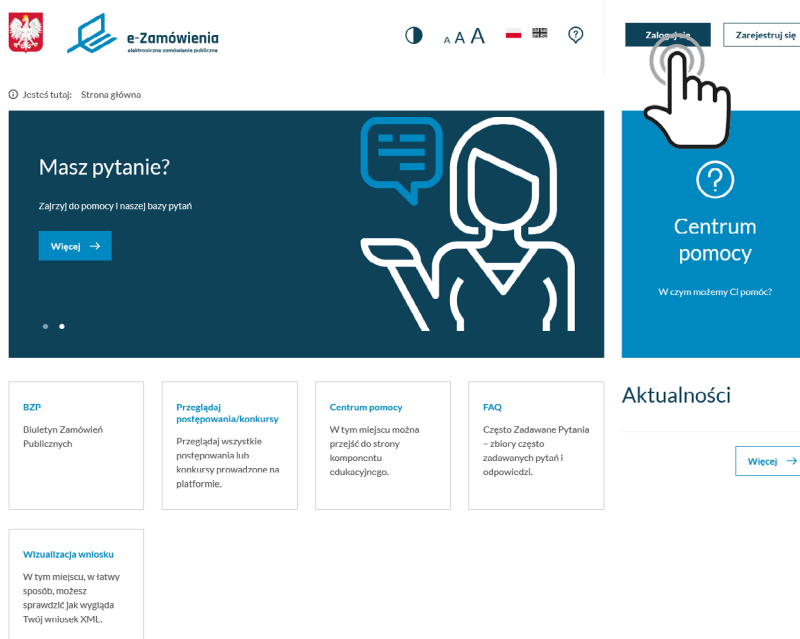 e-Zamówienia
elektroniczne zamówienia publiczne
A A A
?
Zaloguj się
Zarejestruj się
Jesteś tutaj: Strona główna
Masz pytanie?
Zajrzyj do pomocy i naszej bazy pytań
Więcej →
?
Centrum
pomocy
W czym możemy Ci pomóc?
BZP
Biuletyn Zamówień
Publicznych
Przeglądaj
postępowania/konkursy
Przeglądaj wszystkie
postępowania lub
konkursy prowadzone na
platformie.
Centrum pomocy
W tym miejscu można
przejść do strony
komponentu
edukacyjnego.
FAQ
Często Zadawane Pytania
– zbiory często
zadawanych pytań i
odpowiedzi.
Aktualności
Więcej →
Wizualizacja wniosku
W tym miejscu, w łatwy
sposób, możesz
sprawdzić jak wygląda
Twój wniosek XML.